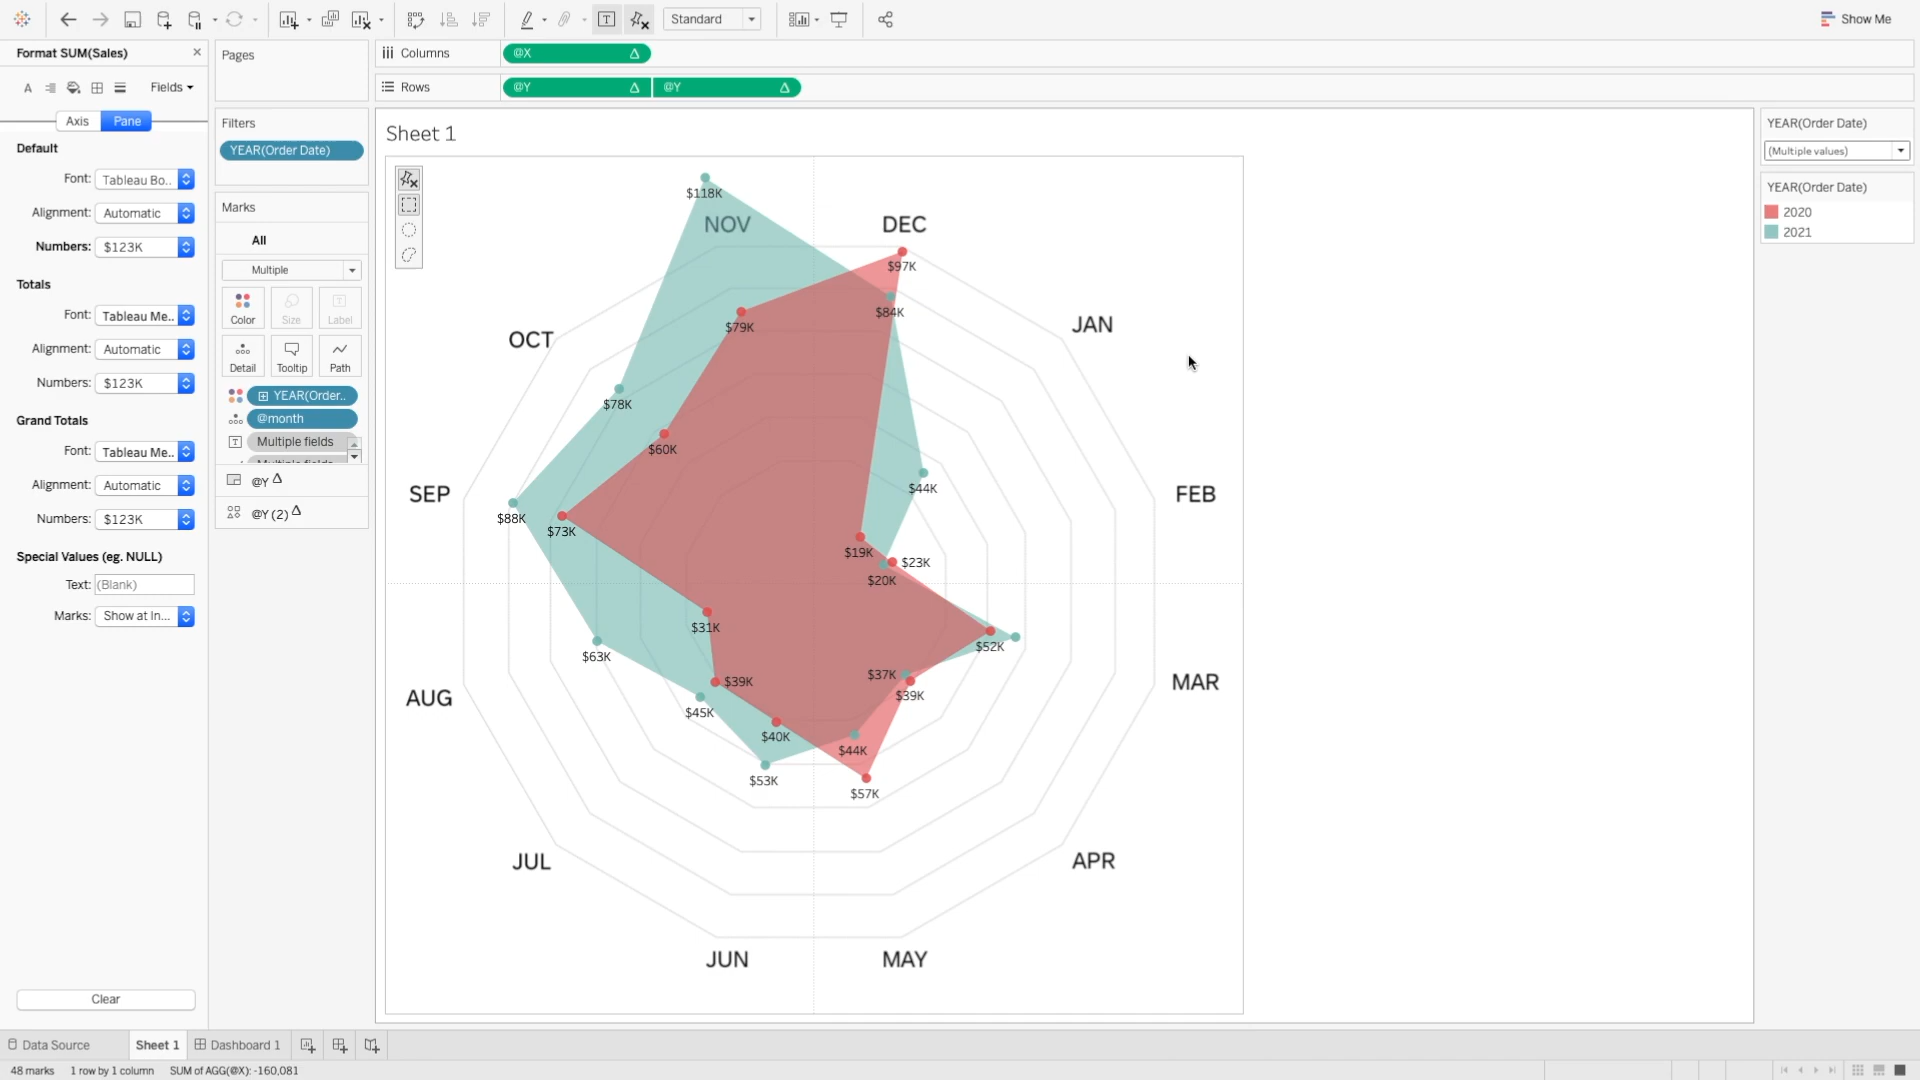 Standard
Show Me
Format SUM(Sales)
Fields
Axis
Pane
Default
Font: Tableau Bo..
Alignment: Automatic
Numbers: $123K
Totals
Font: Tableau Me..
Alignment: Automatic
Numbers: $123K
Grand Totals
Font: Tableau Me..
Alignment: Automatic
Numbers: $123K
Special Values (eg. NULL)
Text: (Blank)
Marks: Show at In...
Clear
Pages
Filters
YEAR(Order Date)
Marks
All
Multiple
Color
Size
Label
Detail
Tooltip
Path
YEAR(Order..
@month
Multiple fields
@Y
@Y (2)
Columns
@X
Rows
@Y
@Y
Sheet 1
$118K
NOV
DEC
$97K
$84K
JAN
$79K
OCT
$78K
$60K
SEP
$44K
FEB
$88K
$73K
$19K
$23K
$20K
$31K
$52K
$63K
$37K
$39K
AUG
$39K
MAR
$45K
$40K
$44K
$53K
$57K
JUL
APR
JUN
MAY
YEAR(Order Date)
(Multiple values)
YEAR(Order Date)
2020
2021
Data Source
Sheet 1
Dashboard 1
48 marks
1 row by 1 column
SUM of AGG(@X): -160,081